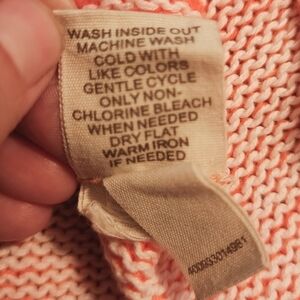 WASH INSIDE OUT
MACHINE WASH
COLD WITH
LIKE COLORS
GENTLE CYCLE
ONLY NON-
CHLORINE BLEACH
WHEN NEEDED
DRY FLAT
WARM IRON
IF NEEDED
400953014981